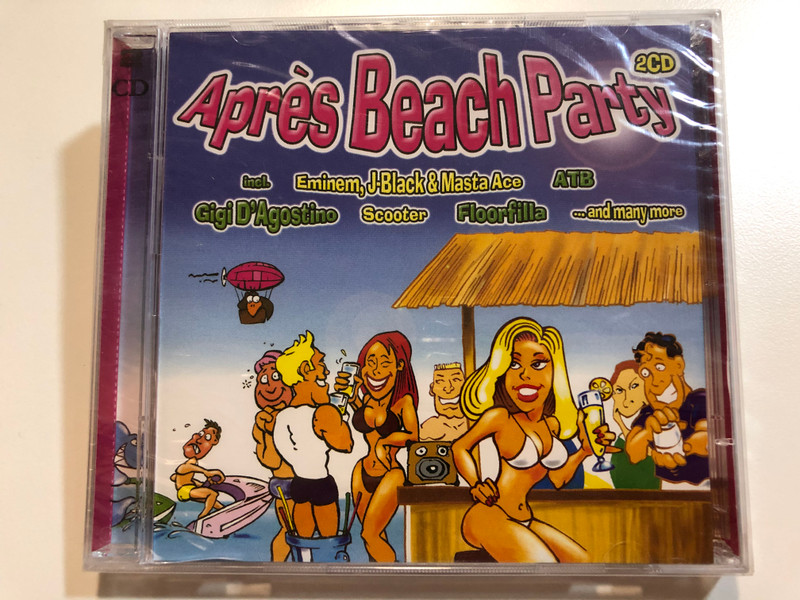 2CD
Après Beach Party
incl. Eminem, J-Black & Masta Ace ATB
Gigi D'Agostino Scooter Floorfilla ...and many more
CD